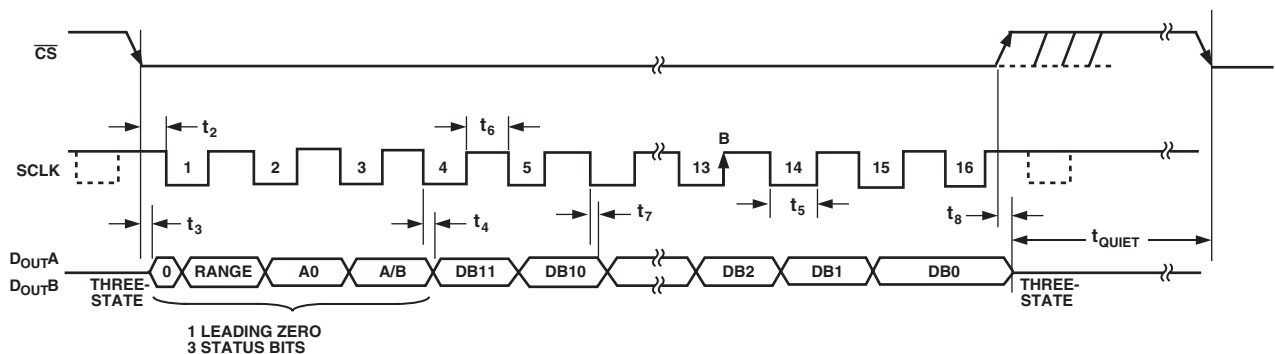 CS
t2
t6
B
SCLK
1 2 3 4 5 13 14 15 16
t3
t4
t7
t5
t8
tQUIET
DOUTA
DOUTB
THREE-
STATE
0 RANGE A0 A/B DB11 DB10 DB2 DB1 DB0
THREE-
STATE
1 LEADING ZERO
3 STATUS BITS